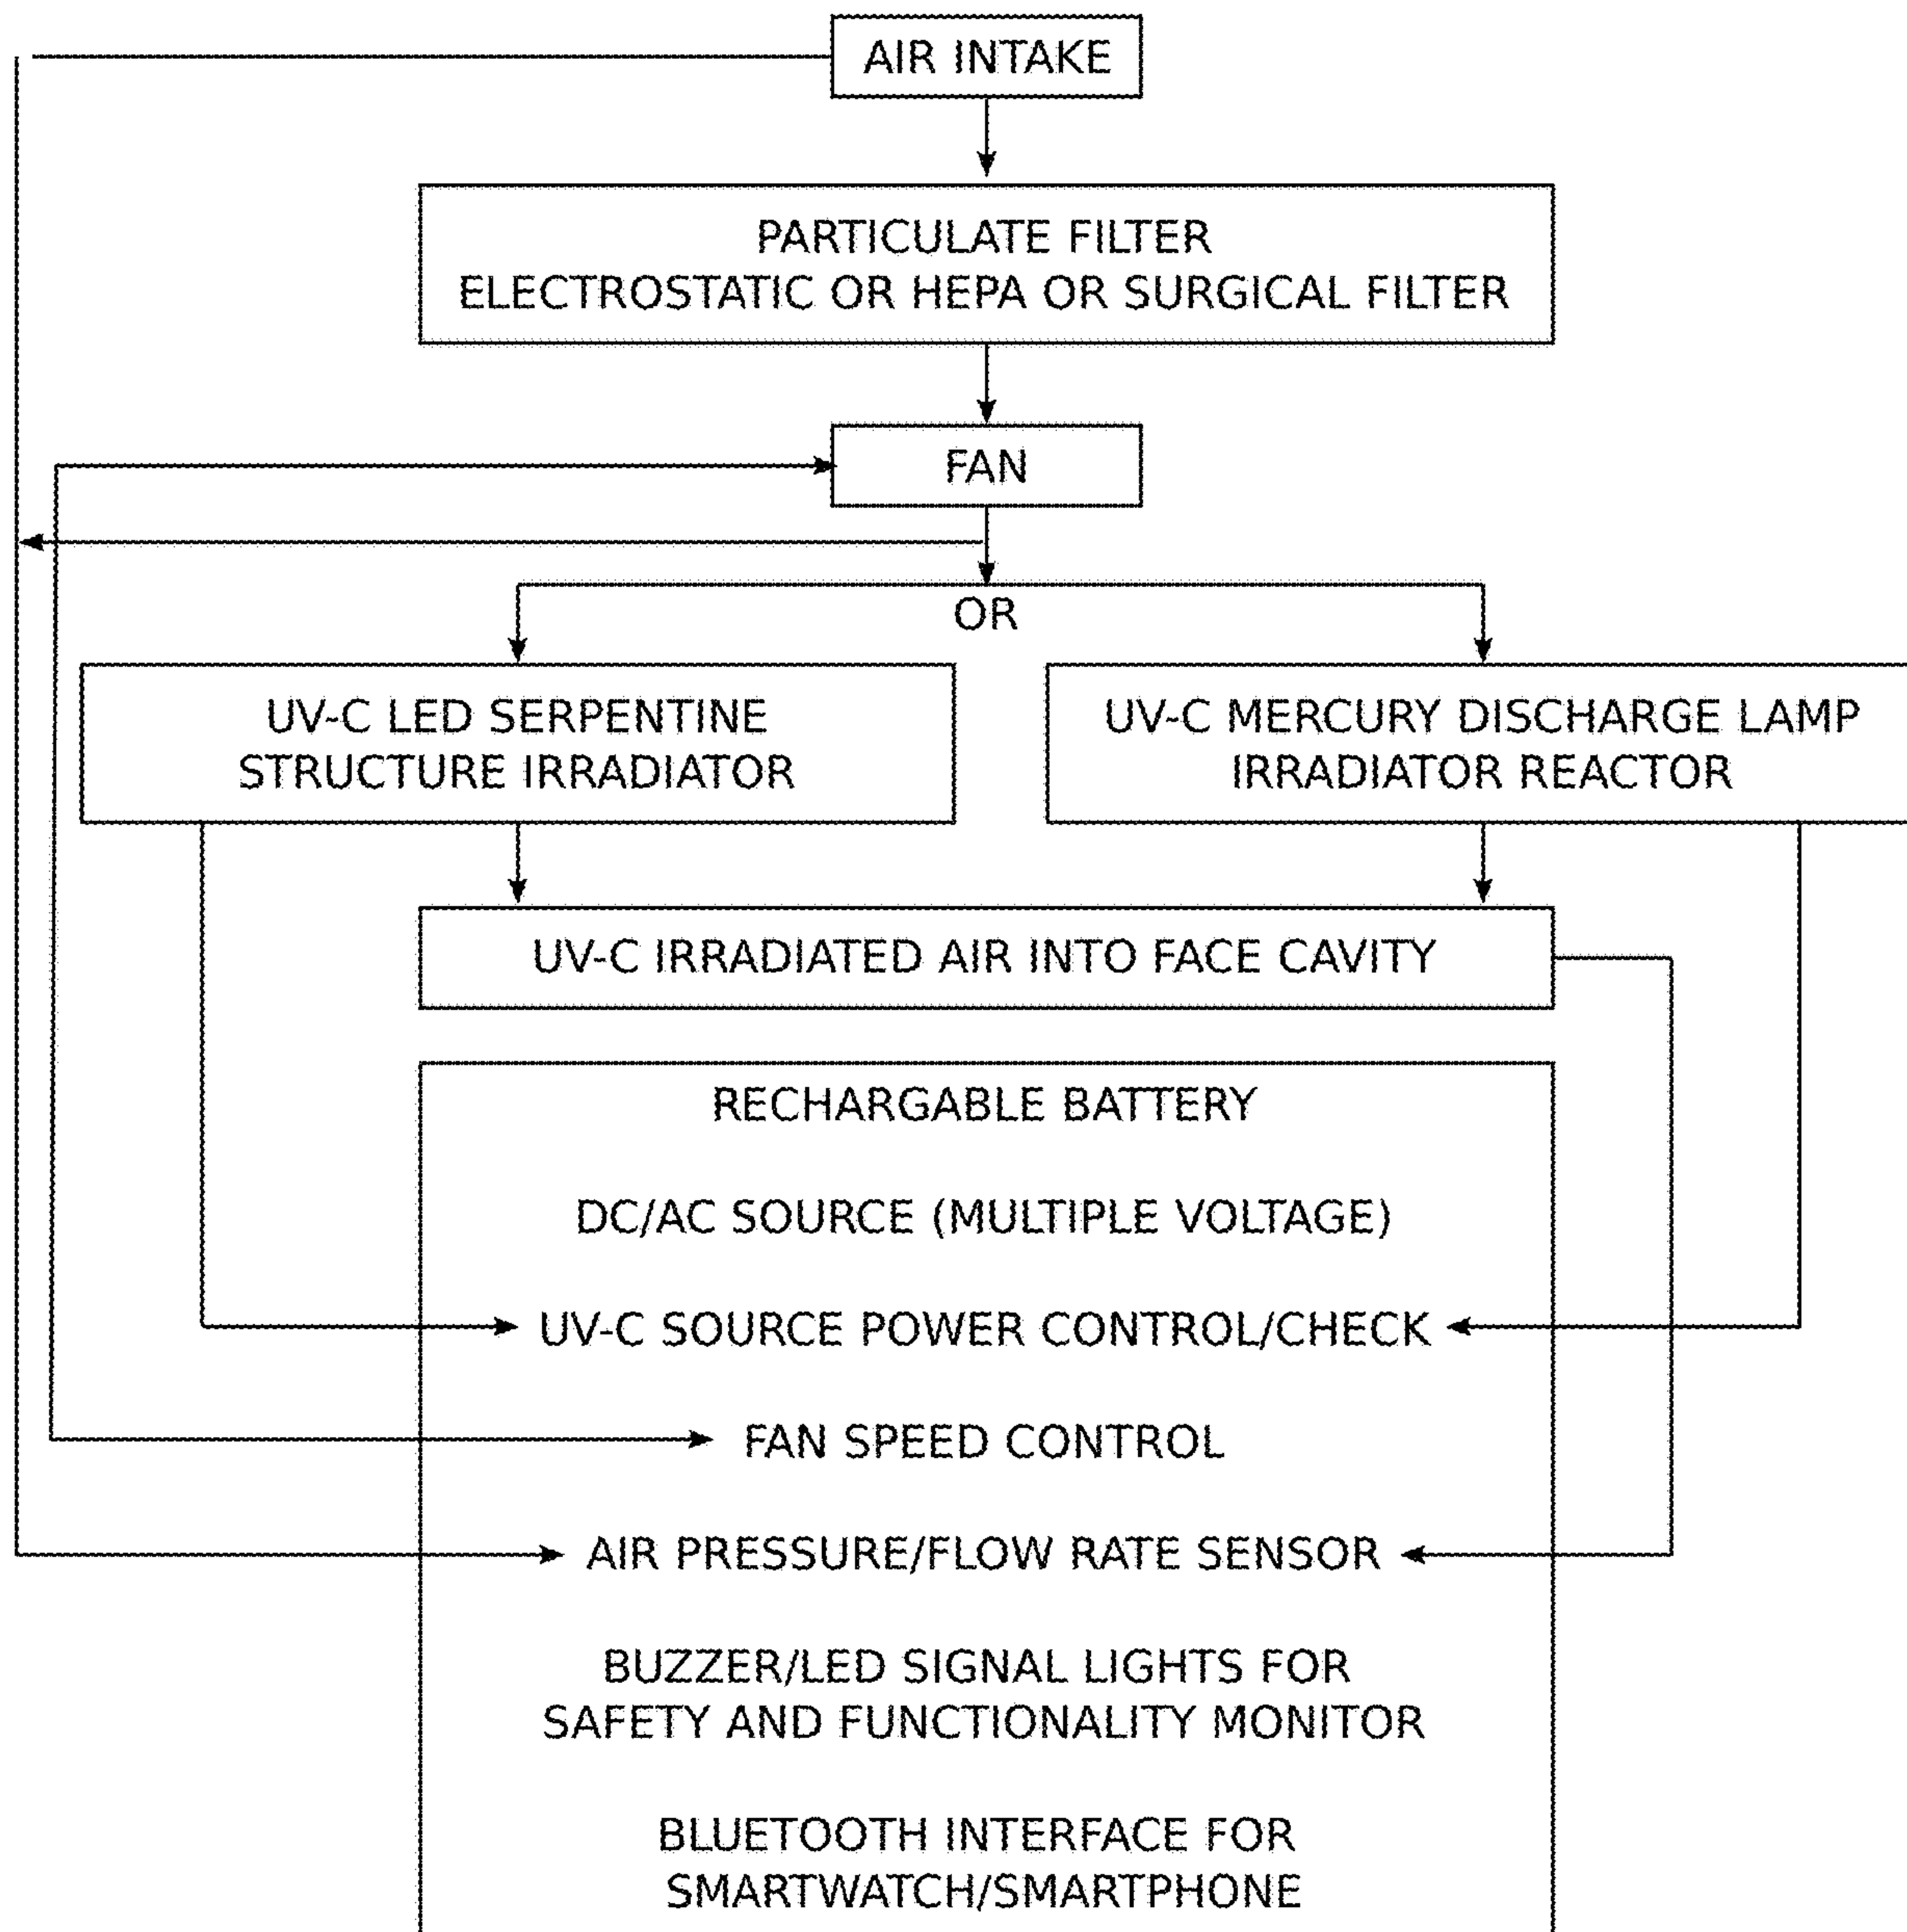 AIR INTAKE
PARTICULATE FILTER
ELECTROSTATIC OR HEPA OR SURGICAL FILTER
FAN
OR
UV-C LED SERPENTINE
STRUCTURE IRRADIATOR
UV-C MERCURY DISCHARGE LAMP
IRRADIATOR REACTOR
UV-C IRRADIATED AIR INTO FACE CAVITY
RECHARGABLE BATTERY
DC/AC SOURCE (MULTIPLE VOLTAGE)
UV-C SOURCE POWER CONTROL/CHECK
FAN SPEED CONTROL
AIR PRESSURE/FLOW RATE SENSOR
BUZZER/LED SIGNAL LIGHTS FOR
SAFETY AND FUNCTIONALITY MONITOR
BLUETOOTH INTERFACE FOR
SMARTWATCH/SMARTPHONE